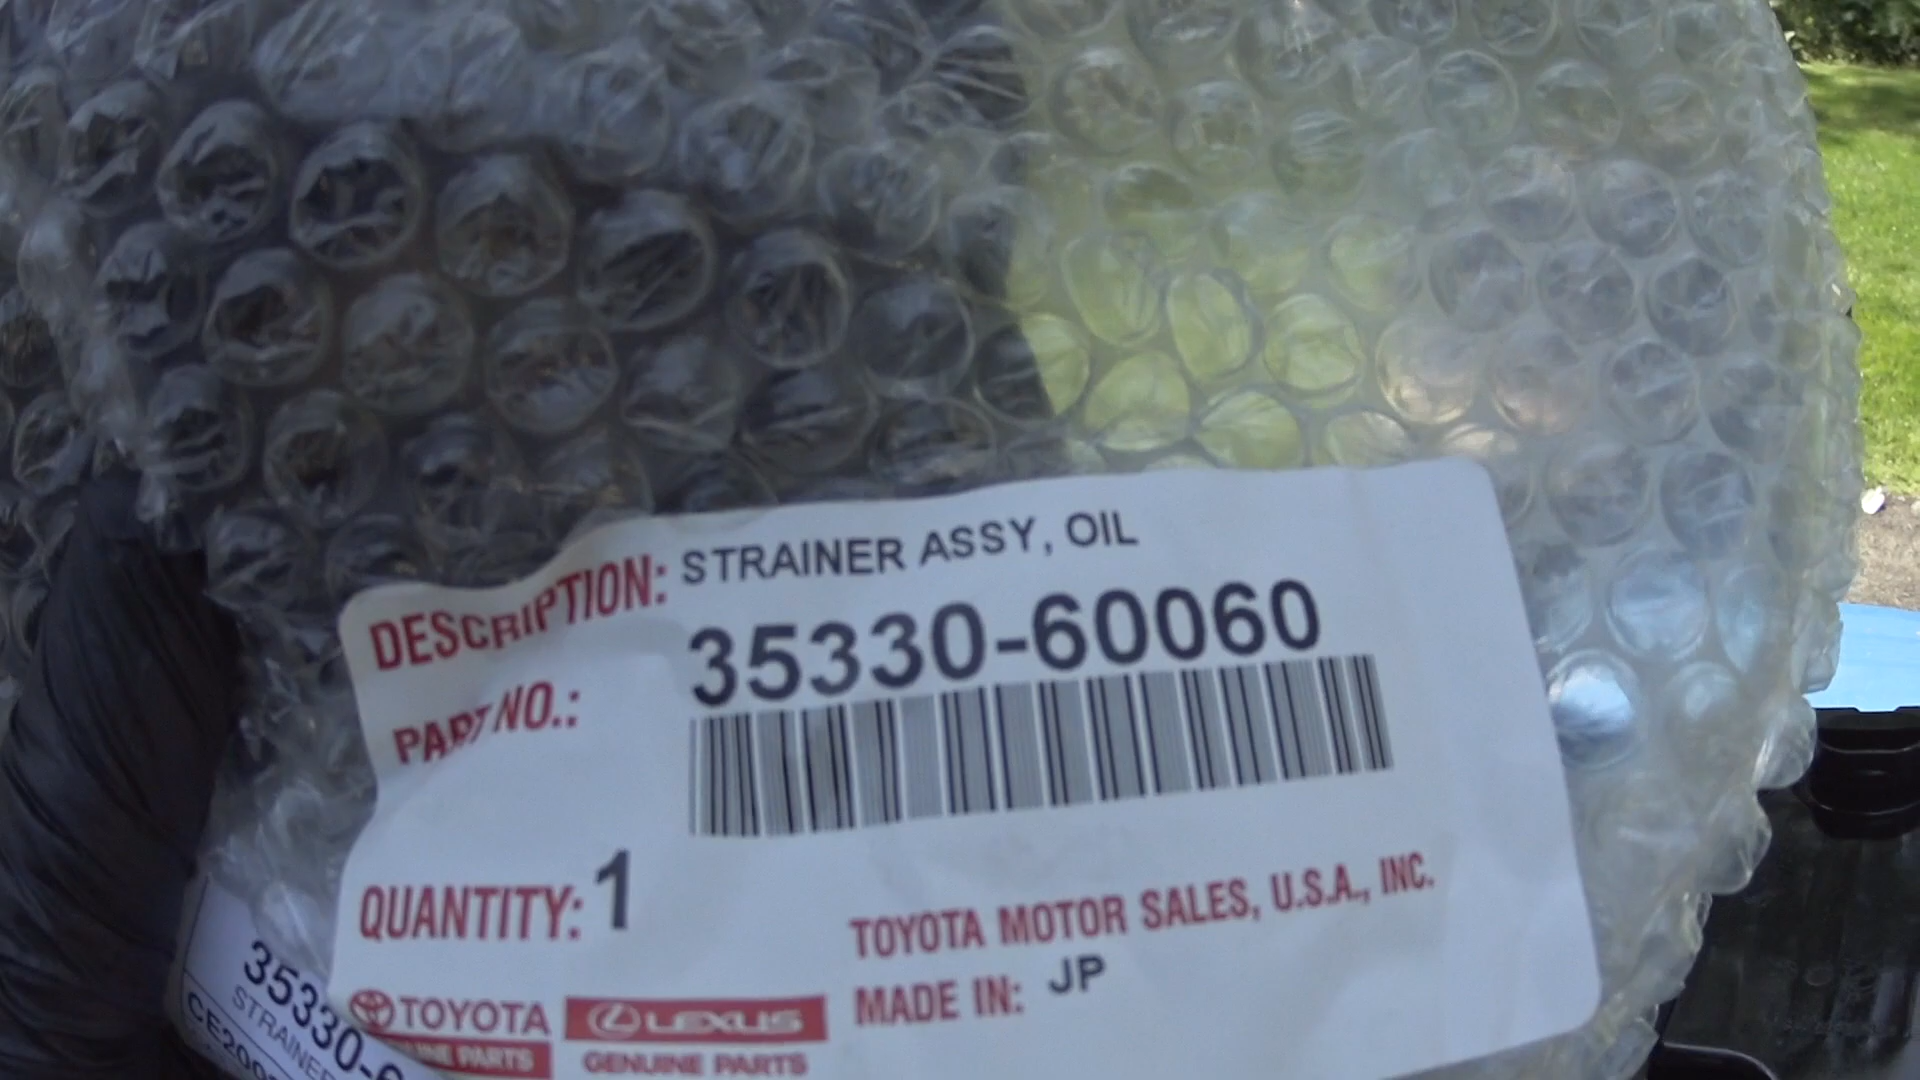 DESCRIPTION: STRAINER ASSY, OIL
PART NO.: 35330-60060
QUANTITY: 1
TOYOTA MOTOR SALES, U.S.A., INC.
MADE IN: JP
TOYOTA
LEXUS
PARTS
GENUINE PARTS
35330-6
STRAINER